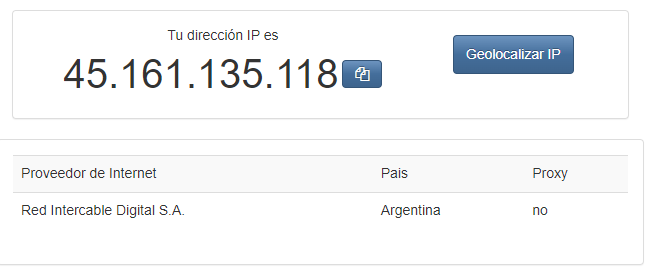 Tu dirección IP es
45.161.135.118
Geolocalizar IP
Proveedor de Internet Pais Proxy
Red Intercable Digital S.A. Argentina no